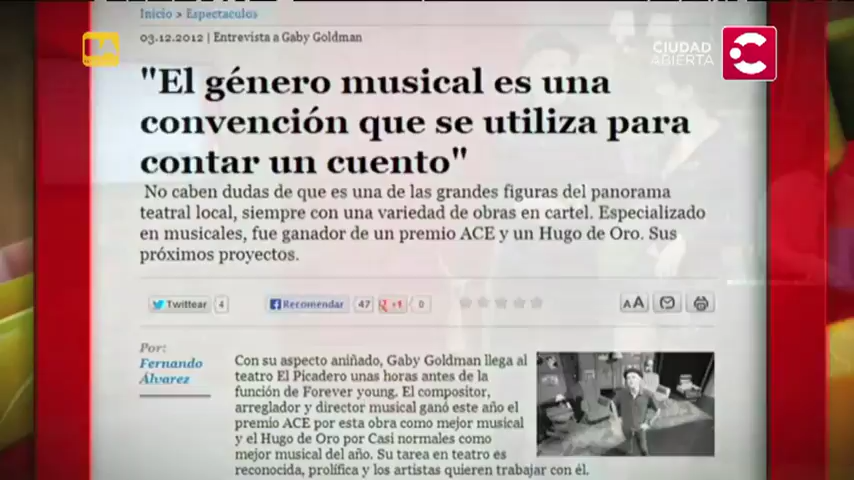 Inicio > Espectaculos
03.12.2012 | Entrevista a Gaby Goldman
CIUDAD
ABIERTA
BA
"El género musical es una
convención que se utiliza para
contar un cuento"
No caben dudas de que es una de las grandes figuras del panorama
teatral local, siempre con una variedad de obras en cartel. Especializado
en musicales, fue ganador de un premio ACE y un Hugo de Oro. Sus
próximos proyectos.
Twittear 4 Recomendar 47 +1 0 AA
Por:
Fernando
Álvarez
Con su aspecto aniñado, Gaby Goldman llega al
teatro El Picadero unas horas antes de la
función de Forever young. El compositor,
arreglador y director musical ganó este año el
premio ACE por esta obra como mejor musical
y el Hugo de Oro por Casi normales como
mejor musical del año. Su tarea en teatro es
reconocida, prolífica y los artistas quieren trabajar con él.